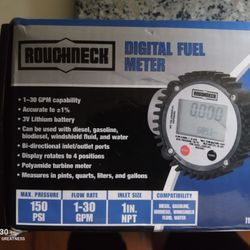 ROUGHNECK
DIGITAL FUEL
METER
• 1-30 GPM capability
• Accurate to ±1%
• 3V Lithium battery
• Can be used with diesel, gasoline,
biodiesel, windshield fluid, and water
• Bi-directional inlet/outlet ports
• Display rotates to 4 positions
• Polyamide turbine meter
• Measures in pints, quarts, liters, and gallons
MAX. PRESSURE
150
PSI
FLOW RATE
1-30
GPM
INLET SIZE
1IN.
NPT
COMPATIBILITY
DIESEL, GASOLINE,
BIODIESEL, WINDSHIELD
FLUID, WATER